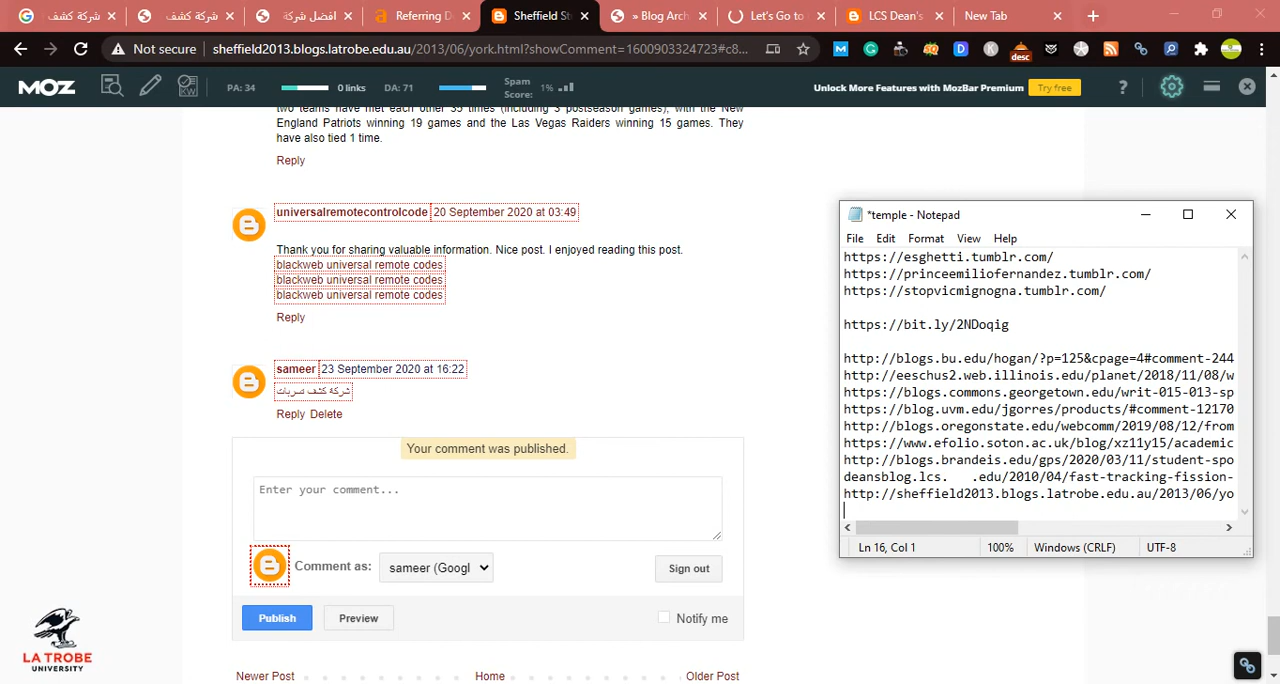 شركة كشف
شركة كشف
افضل شركة
Referring D
Sheffield St
» Blog Arch
Let's Go to
LCS Dean's
New Tab
Not secure
sheffield2013.blogs.latrobe.edu.au/2013/06/york.html?showComment=1600903324723#c8...
MOZ
PA: 34
0 links
DA: 71
Spam Score: 1%
Unlock More Features with MozBar Premium
Try free
?
desc
two teams have met each other 35 times (including 3 postseason games), with the New
England Patriots winning 19 games and the Las Vegas Raiders winning 15 games. They
have also tied 1 time.
Reply
universalremotecontrolcode 20 September 2020 at 03:49
Thank you for sharing valuable information. Nice post. I enjoyed reading this post.
blackweb universal remote codes
blackweb universal remote codes
blackweb universal remote codes
Reply
sameer 23 September 2020 at 16:22
شركة كشف تسربات
Reply Delete
Your comment was published.
Enter your comment...
Comment as:
sameer (Googl
Sign out
Publish
Preview
Notify me
Newer Post
Home
Older Post
LA TROBE
UNIVERSITY
*temple - Notepad
File Edit Format View Help
https://esghetti.tumblr.com/
https://princeemiliofernandez.tumblr.com/
https://stopvicmignogna.tumblr.com/
https://bit.ly/2NDoqig
http://blogs.bu.edu/hogan/?p=125&cpage=4#comment-244
http://eeschus2.web.illinois.edu/planet/2018/11/08/w
https://blogs.commons.georgetown.edu/writ-015-013-sp
https://blog.uvm.edu/jgorres/products/#comment-12170
http://blogs.oregonstate.edu/webcomm/2019/08/12/from
https://www.efolio.soton.ac.uk/blog/xz11y15/academic
http://blogs.brandeis.edu/gps/2020/03/11/student-spo
deansblog.lcs. .edu/2010/04/fast-tracking-fission-
http://sheffield2013.blogs.latrobe.edu.au/2013/06/yo
Ln 16, Col 1
100%
Windows (CRLF)
UTF-8